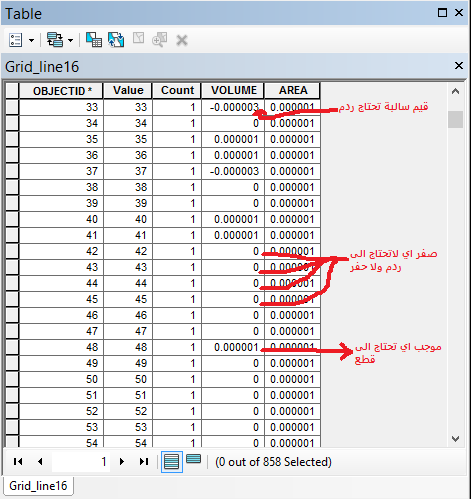 Table
Grid_line16
OBJECTID * Value Count VOLUME AREA
33 33 1 -0.000003 0.000001 قيم سالبة تحتاج ردم
34 34 1 0 0.000001
35 35 1 0.000001 0.000001
36 36 1 0.000001 0.000001
37 37 1 -0.000003 0.000001
38 38 1 0 0.000001
39 39 1 0 0.000001
40 40 1 0.000001 0.000001
41 41 1 0.000001 0.000001
42 42 1 0 0.000001 صفر اي لاتحتاج الى
43 43 1 0 0.000001 ردم ولا حفر
44 44 1 0 0.000001
45 45 1 0 0.000001
46 46 1 0 0.000001
47 47 1 0 0.000001
48 48 1 0.000001 0.000001 موجب اي تحتاج الى
قطع
49 49 1 0 0.000001
50 50 1 0 0.000001
51 51 1 0 0.000001
52 52 1 0 0.000001
53 53 1 0 0.000001
54 54 1 0 0.000001
1 (0 out of 858 Selected)
Grid_line16